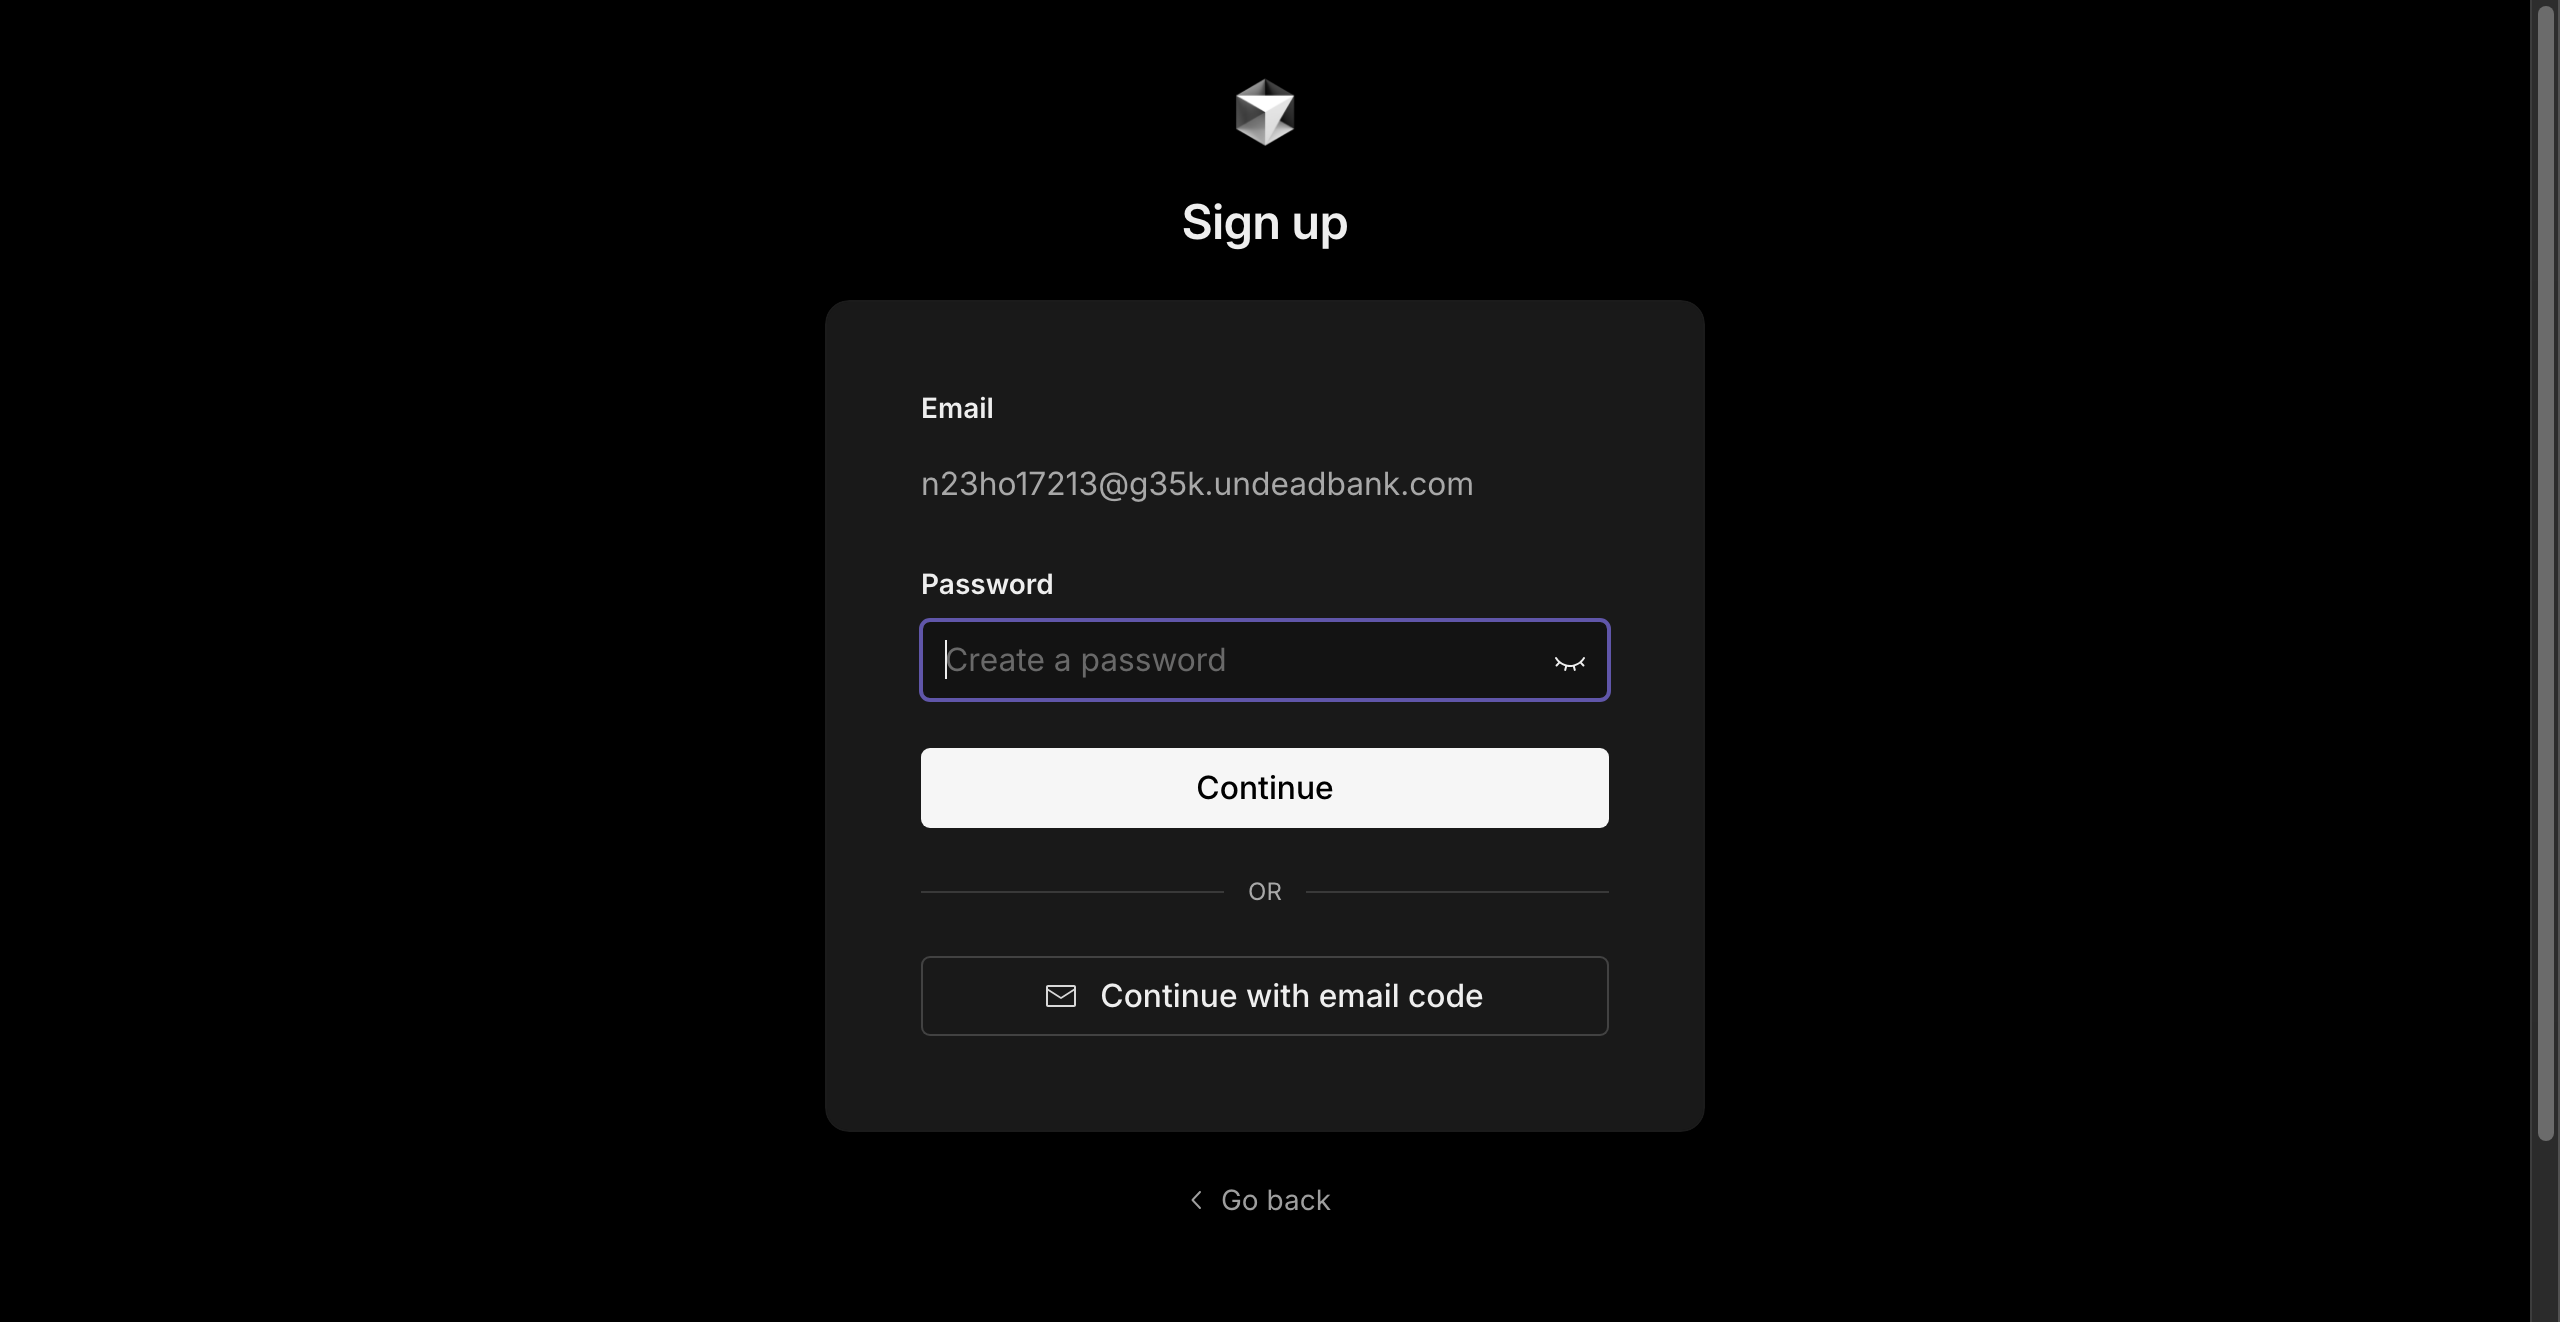 Sign up
Email
n23ho17213@g35k.undeadbank.com
Password
Create a password
Continue
OR
Continue with email code
Go back